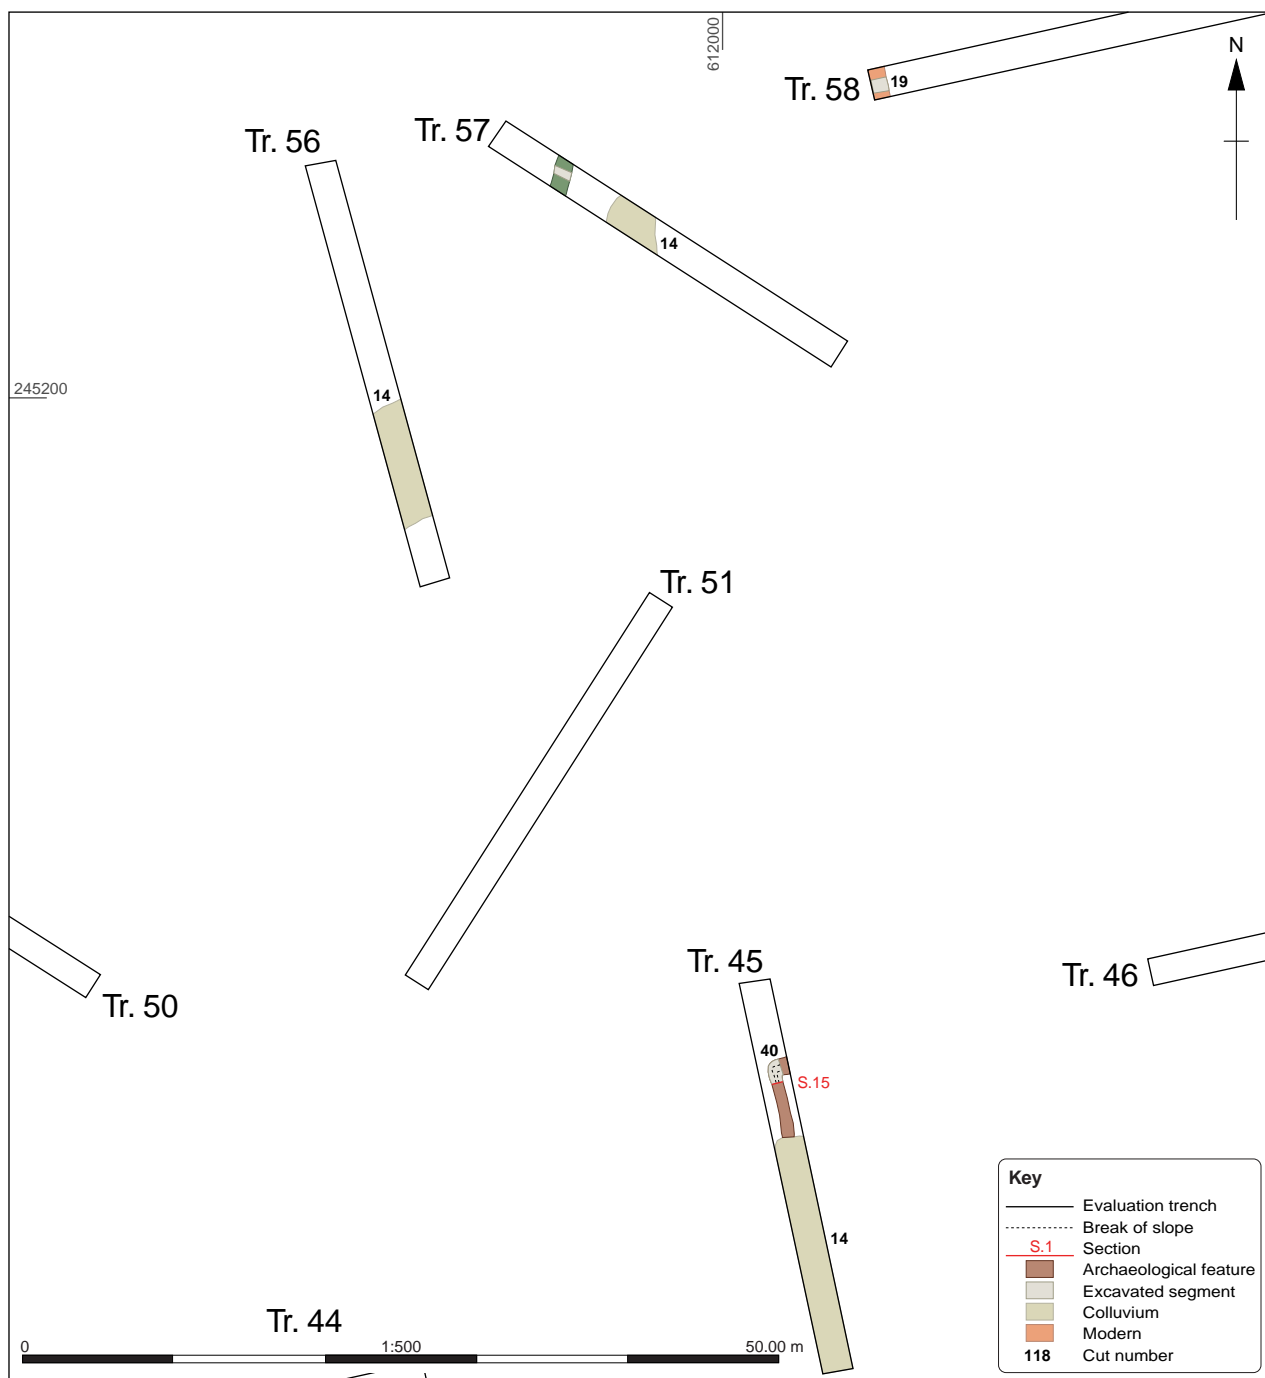 612000
N
Tr. 58
19
Tr. 57
Tr. 56
14
245200
14
Tr. 51
Tr. 45
Tr. 46
Tr. 50
40
S.15
14
Key
Evaluation trench
Break of slope
S.1 Section
Archaeological feature
Excavated segment
Colluvium
Modern
118 Cut number
Tr. 44
0 1:500 50.00 m